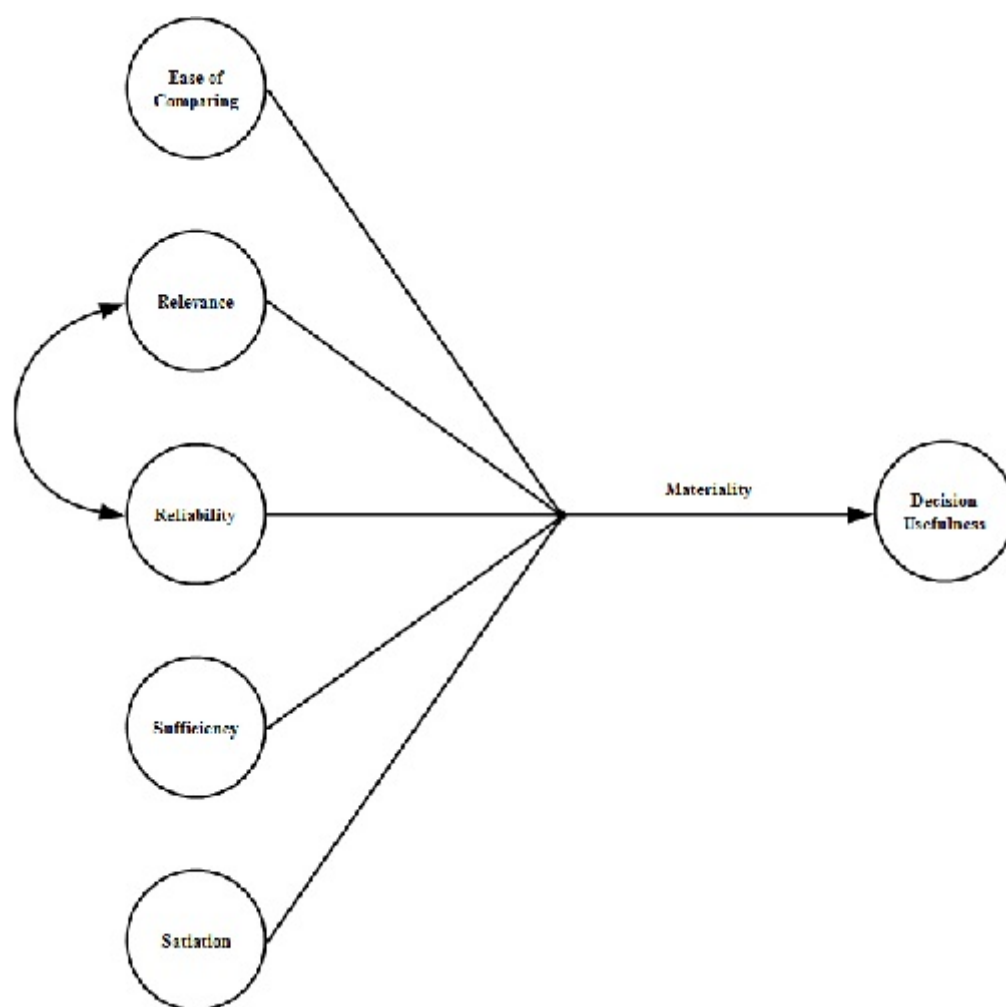 Ease of
Comparing
Relevance
Reliability
Materiality
Decision
Usefulness
Sufficiency
Satiation